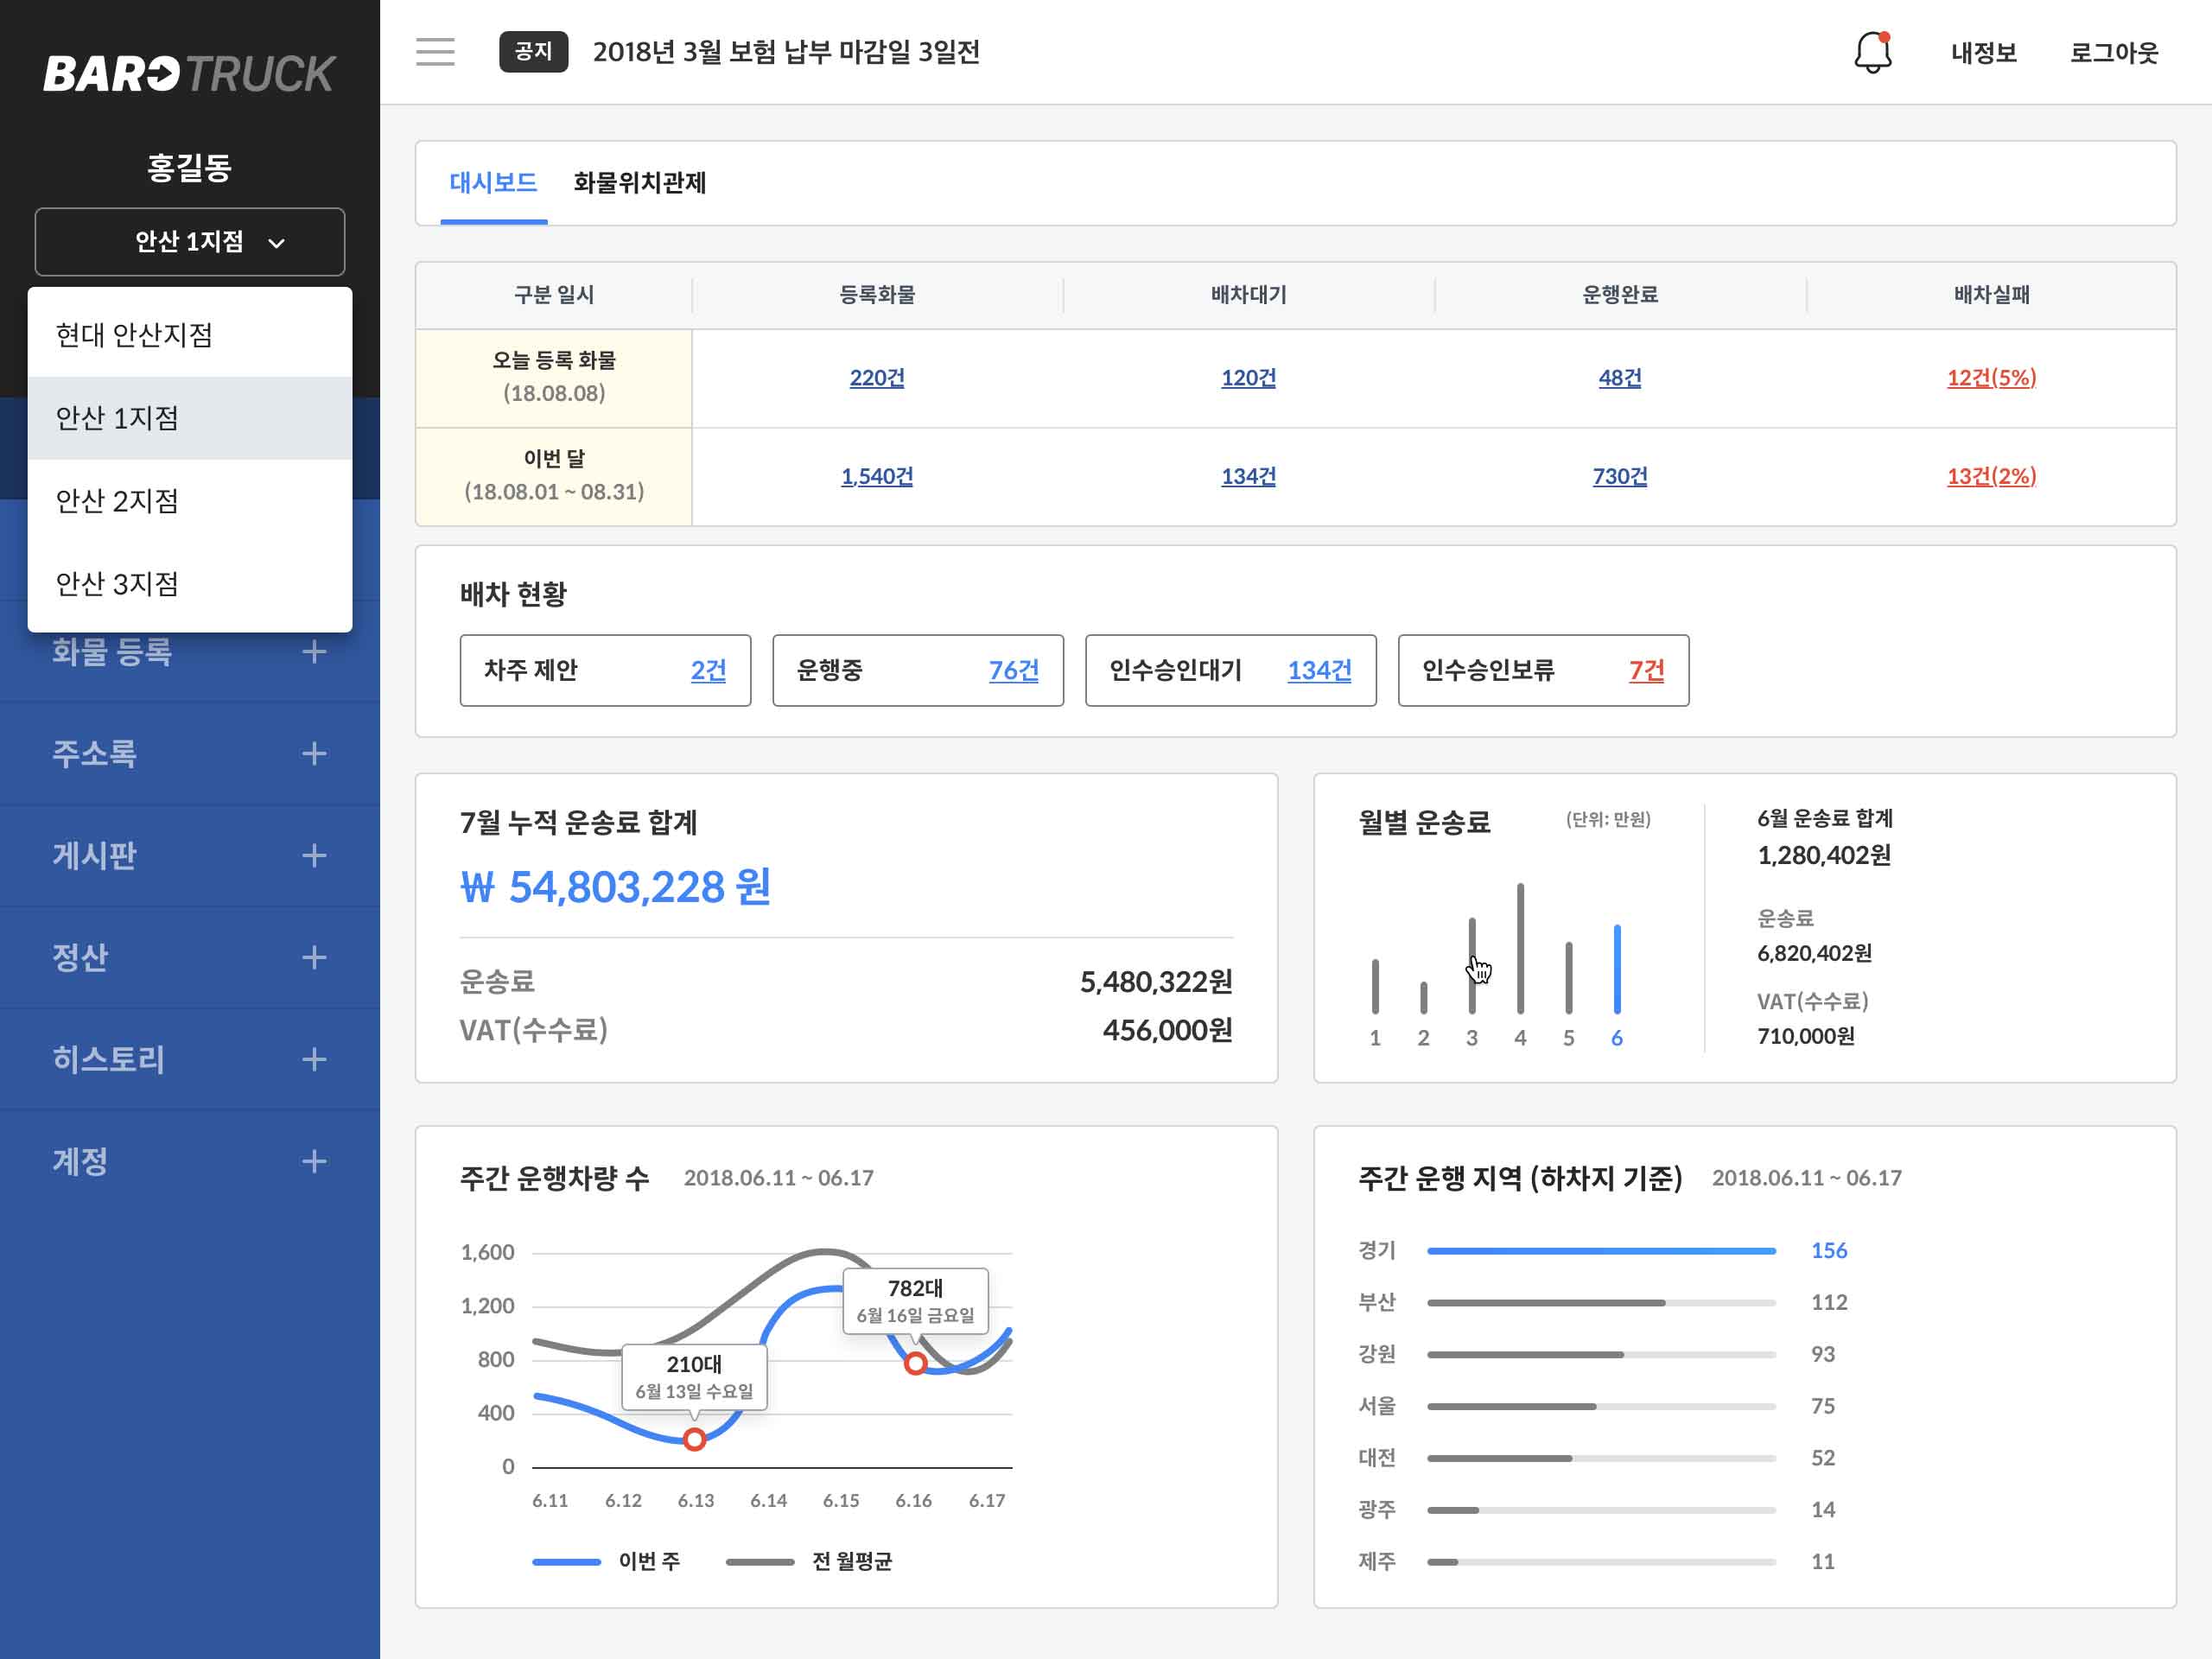 BAROTRUCK
홍길동
안산 1지점
현대 안산지점
안산 1지점
안산 2지점
안산 3지점
화물 등록
주소록
게시판
정산
히스토리
계정
공지 2018년 3월 보험 납부 마감일 3일전
내정보 로그아웃
대시보드 화물위치관제
구분 일시 등록화물 배차대기 운행완료 배차실패
오늘 등록 화물
(18.08.08)
220건 120건 48건 12건(5%)
이번 달
(18.08.01 ~ 08.31)
1,540건 134건 730건 13건(2%)
배차 현황
차주 제안 2건
운행중 76건
인수승인대기 134건
인수승인보류 7건
7월 누적 운송료 합계
₩ 54,803,228 원
운송료 5,480,322원
VAT(수수료) 456,000원
월별 운송료 (단위: 만원)
1 2 3 4 5 6
6월 운송료 합계
1,280,402원
운송료
6,820,402원
VAT(수수료)
710,000원
주간 운행차량 수 2018.06.11 ~ 06.17
1,600
1,200
800
400
0
782대
6월 16일 금요일
210대
6월 13일 수요일
6.11 6.12 6.13 6.14 6.15 6.16 6.17
이번 주 전 월평균
주간 운행 지역 (하차지 기준) 2018.06.11 ~ 06.17
경기 156
부산 112
강원 93
서울 75
대전 52
광주 14
제주 11